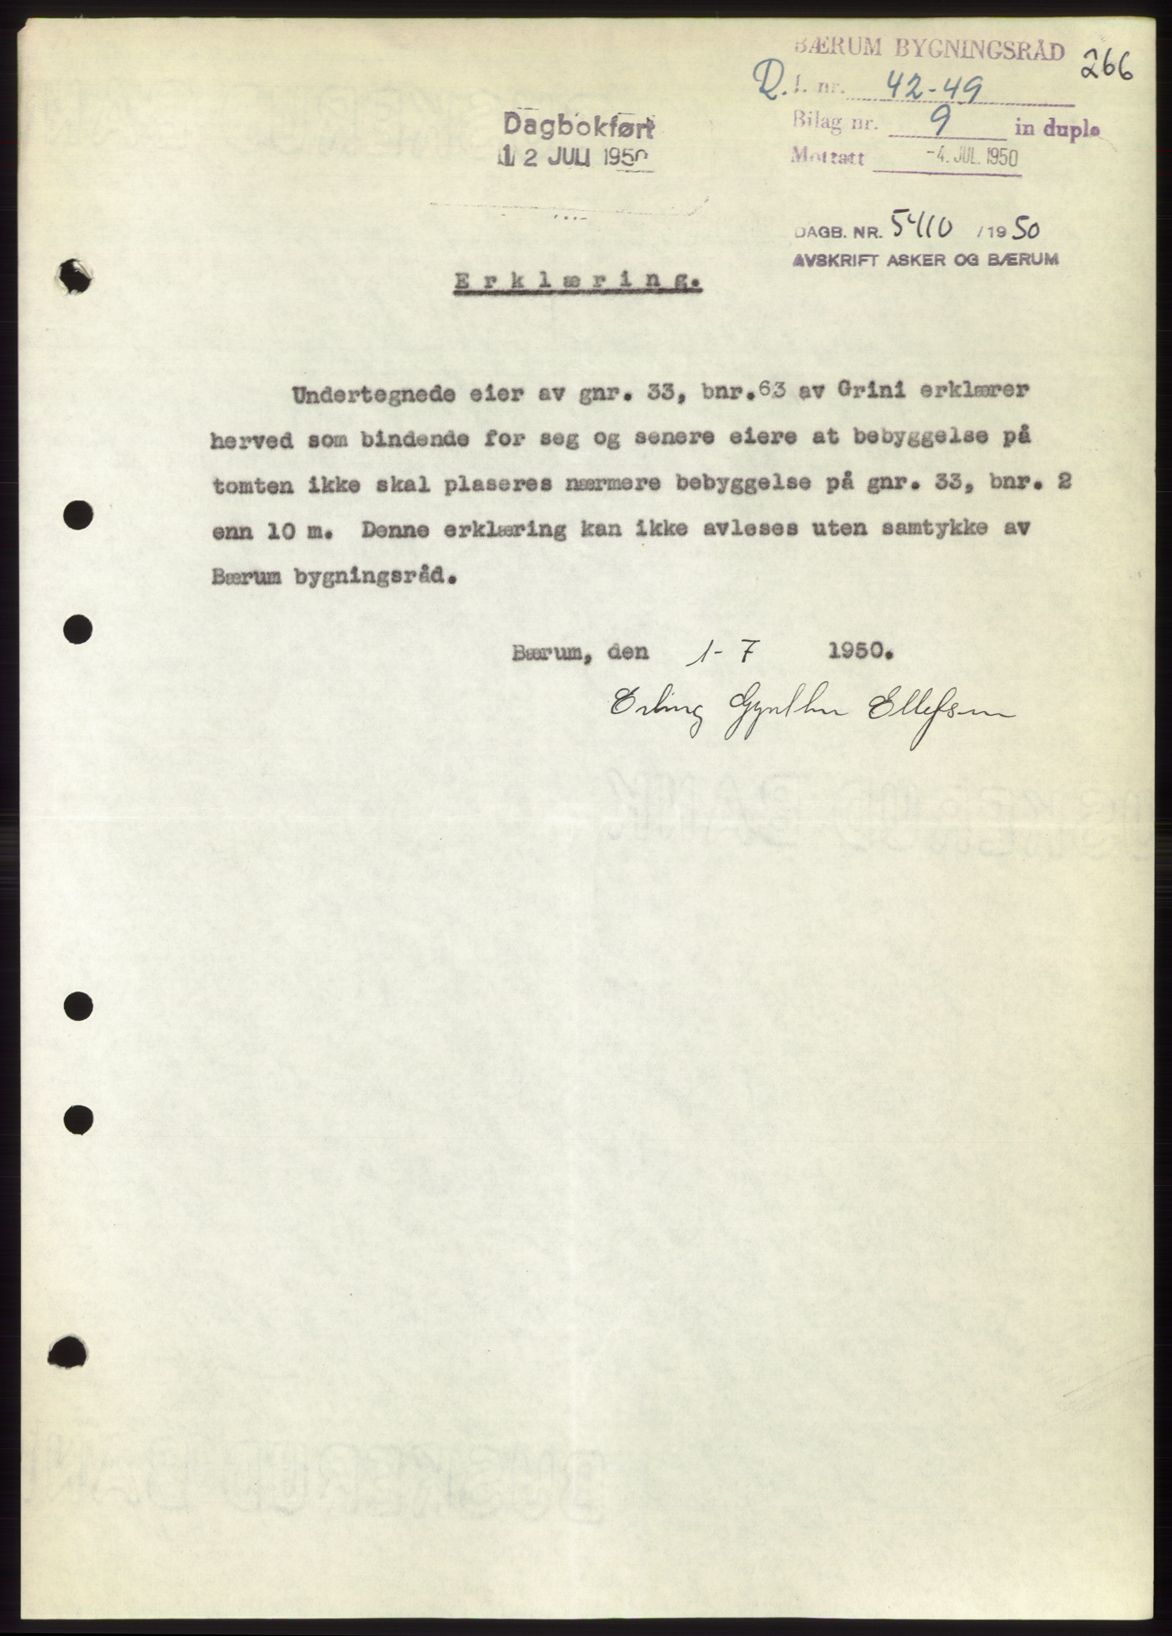 BÆRUM BYGNINGSRÅD
266
D. l. nr. 42-49
Bilag nr. 9 in duplo
Mottatt -4. JUL. 1950
Dagbokført
12 JULI 1950
DAGB. NR. 5410 /1950
AVSKRIFT ASKER OG BÆRUM
Erklæring.
Undertegnede eier av gnr. 33, bnr. 63 av Grini erklærer
herved som bindende for seg og senere eiere at bebyggelse på
tomten ikke skal plaseres nærmere bebyggelse på gnr. 33, bnr. 2
enn 10 m. Denne erklæring kan ikke avleses uten samtykke av
Bærum bygningsråd.
Bærum, den 1-7 1950.
Erling Ellefsen